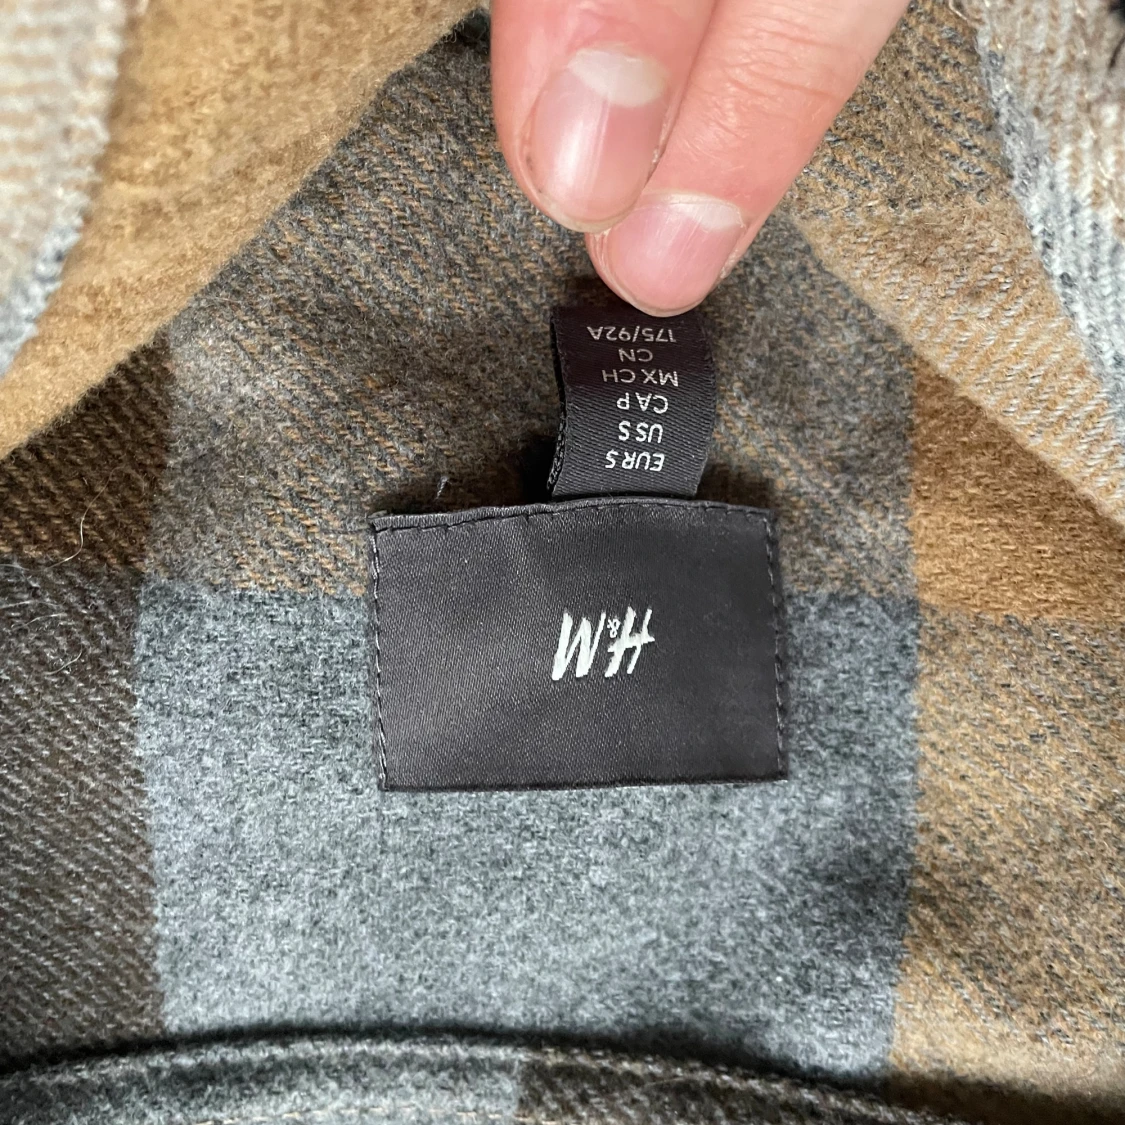 H&M
EUR S
US S
CA P
MX CH
CN
175/92A